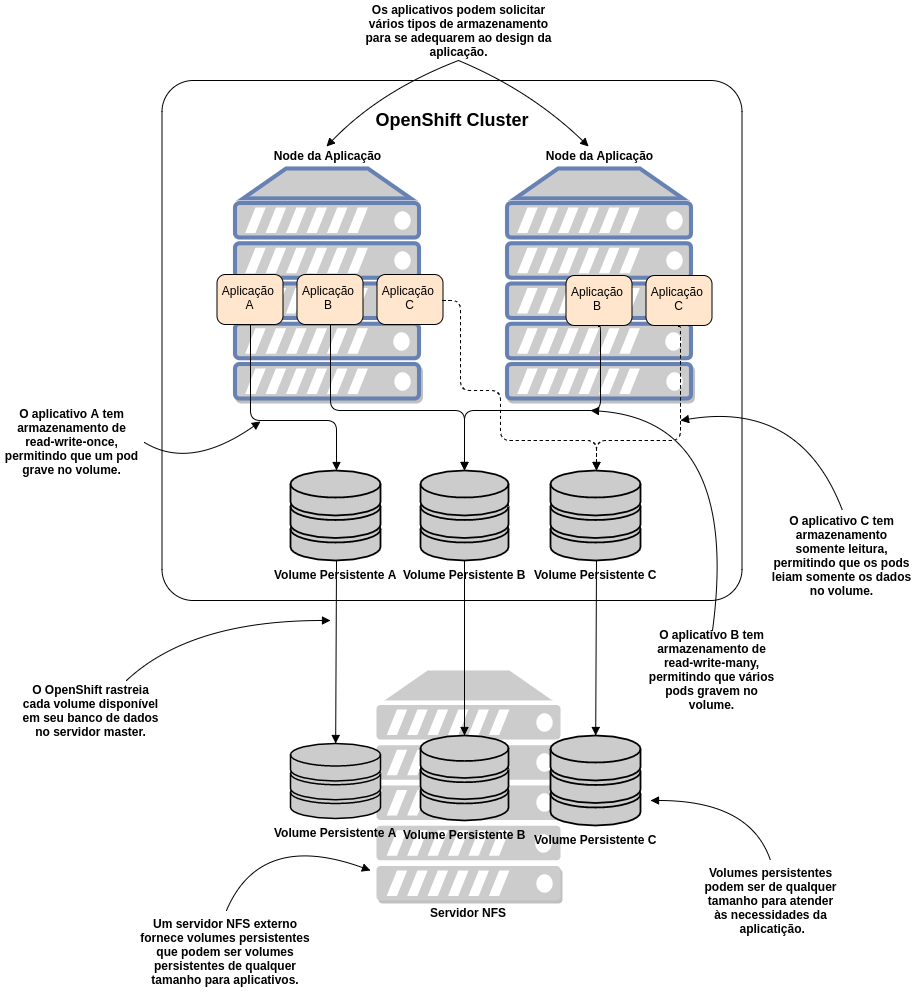 Os aplicativos podem solicitar
vários tipos de armazenamento
para se adequarem ao design da
aplicação.
OpenShift Cluster
Node da Aplicação
Node da Aplicação
Aplicação
A
Aplicação
B
Aplicação
C
Aplicação
B
Aplicação
C
O aplicativo A tem
armazenamento de
read-write-once,
permitindo que um pod
grave no volume.
O aplicativo C tem
armazenamento
somente leitura,
permitindo que os pods
leiam somente os dados
no volume.
Volume Persistente A
Volume Persistente B
Volume Persistente C
O aplicativo B tem
armazenamento de
read-write-many,
permitindo que vários
pods gravem no
volume.
O OpenShift rastreia
cada volume disponível
em seu banco de dados
no servidor master.
Volume Persistente A
Volume Persistente B
Volume Persistente C
Volumes persistentes
podem ser de qualquer
tamanho para atender
às necessidades da
aplicatição.
Servidor NFS
Um servidor NFS externo
fornece volumes persistentes
que podem ser volumes
persistentes de qualquer
tamanho para aplicativos.